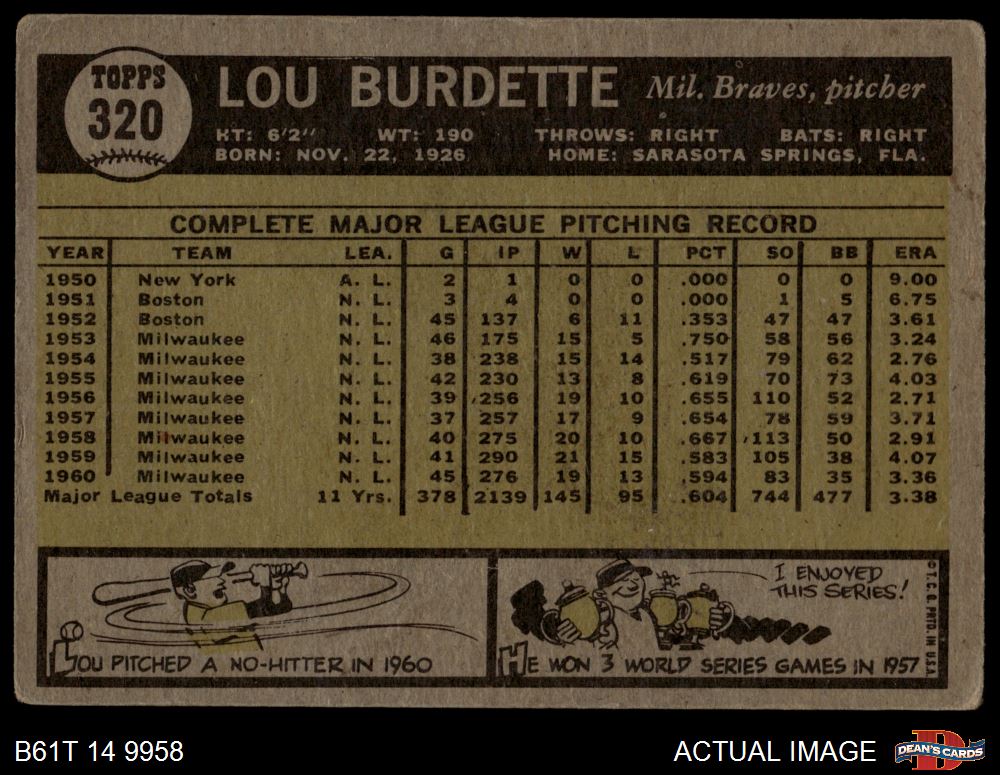 TOPPS
320
LOU BURDETTE Mil. Braves, pitcher
HT: 6'2" WT: 190 THROWS: RIGHT BATS: RIGHT
BORN: NOV. 22, 1926 HOME: SARASOTA SPRINGS, FLA.
COMPLETE MAJOR LEAGUE PITCHING RECORD
YEAR TEAM LEA. G IP W L PCT SO BB ERA
1950 New York A. L. 2 1 0 0 .000 0 0 9.00
1951 Boston N. L. 3 4 0 0 .000 1 5 6.75
1952 Boston N. L. 45 137 6 11 .353 47 47 3.61
1953 Milwaukee N. L. 46 175 15 5 .750 58 56 3.24
1954 Milwaukee N. L. 38 238 15 14 .517 79 62 2.76
1955 Milwaukee N. L. 42 230 13 8 .619 70 73 4.03
1956 Milwaukee N. L. 39 256 19 10 .655 110 52 2.71
1957 Milwaukee N. L. 37 257 17 9 .654 78 59 3.71
1958 Milwaukee N. L. 40 275 20 10 .667 113 50 2.91
1959 Milwaukee N. L. 41 290 21 15 .583 105 38 4.07
1960 Milwaukee N. L. 45 276 19 13 .594 83 35 3.36
Major League Totals 11 Yrs. 378 2139 145 95 .604 744 477 3.38
LOU PITCHED A NO-HITTER IN 1960
I ENJOYED
THIS SERIES!
HE WON 3 WORLD SERIES GAMES IN 1957
© T. C. G. PRTD. IN U.S.A.
B61T 14 9958
ACTUAL IMAGE
DEAN'S CARDS